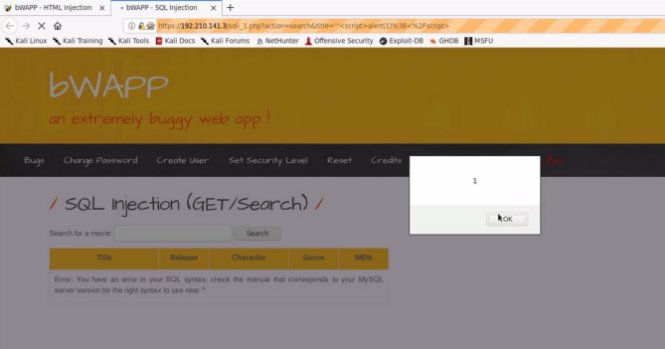 bWAPP - HTML Injection
bWAPP - SQL Injection
https://192.210.141.3/sqli_1.php?action=search&title='"<script>alert(1)%3B<%2Fscript>
Kali Linux Kali Training Kali Tools Kali Docs Kali Forums NetHunter Offensive Security Exploit-DB GHDB MSFU
bWAPP
an extremely buggy web app !
Bugs Change Password Create User Set Security Level Reset Credits
1
OK
/ SQL Injection (GET/Search) /
Search for a movie: Search
Title Release Character Genre IMDb
Error: You have an error in your SQL syntax; check the manual that corresponds to your MySQL
server version for the right syntax to use near '"